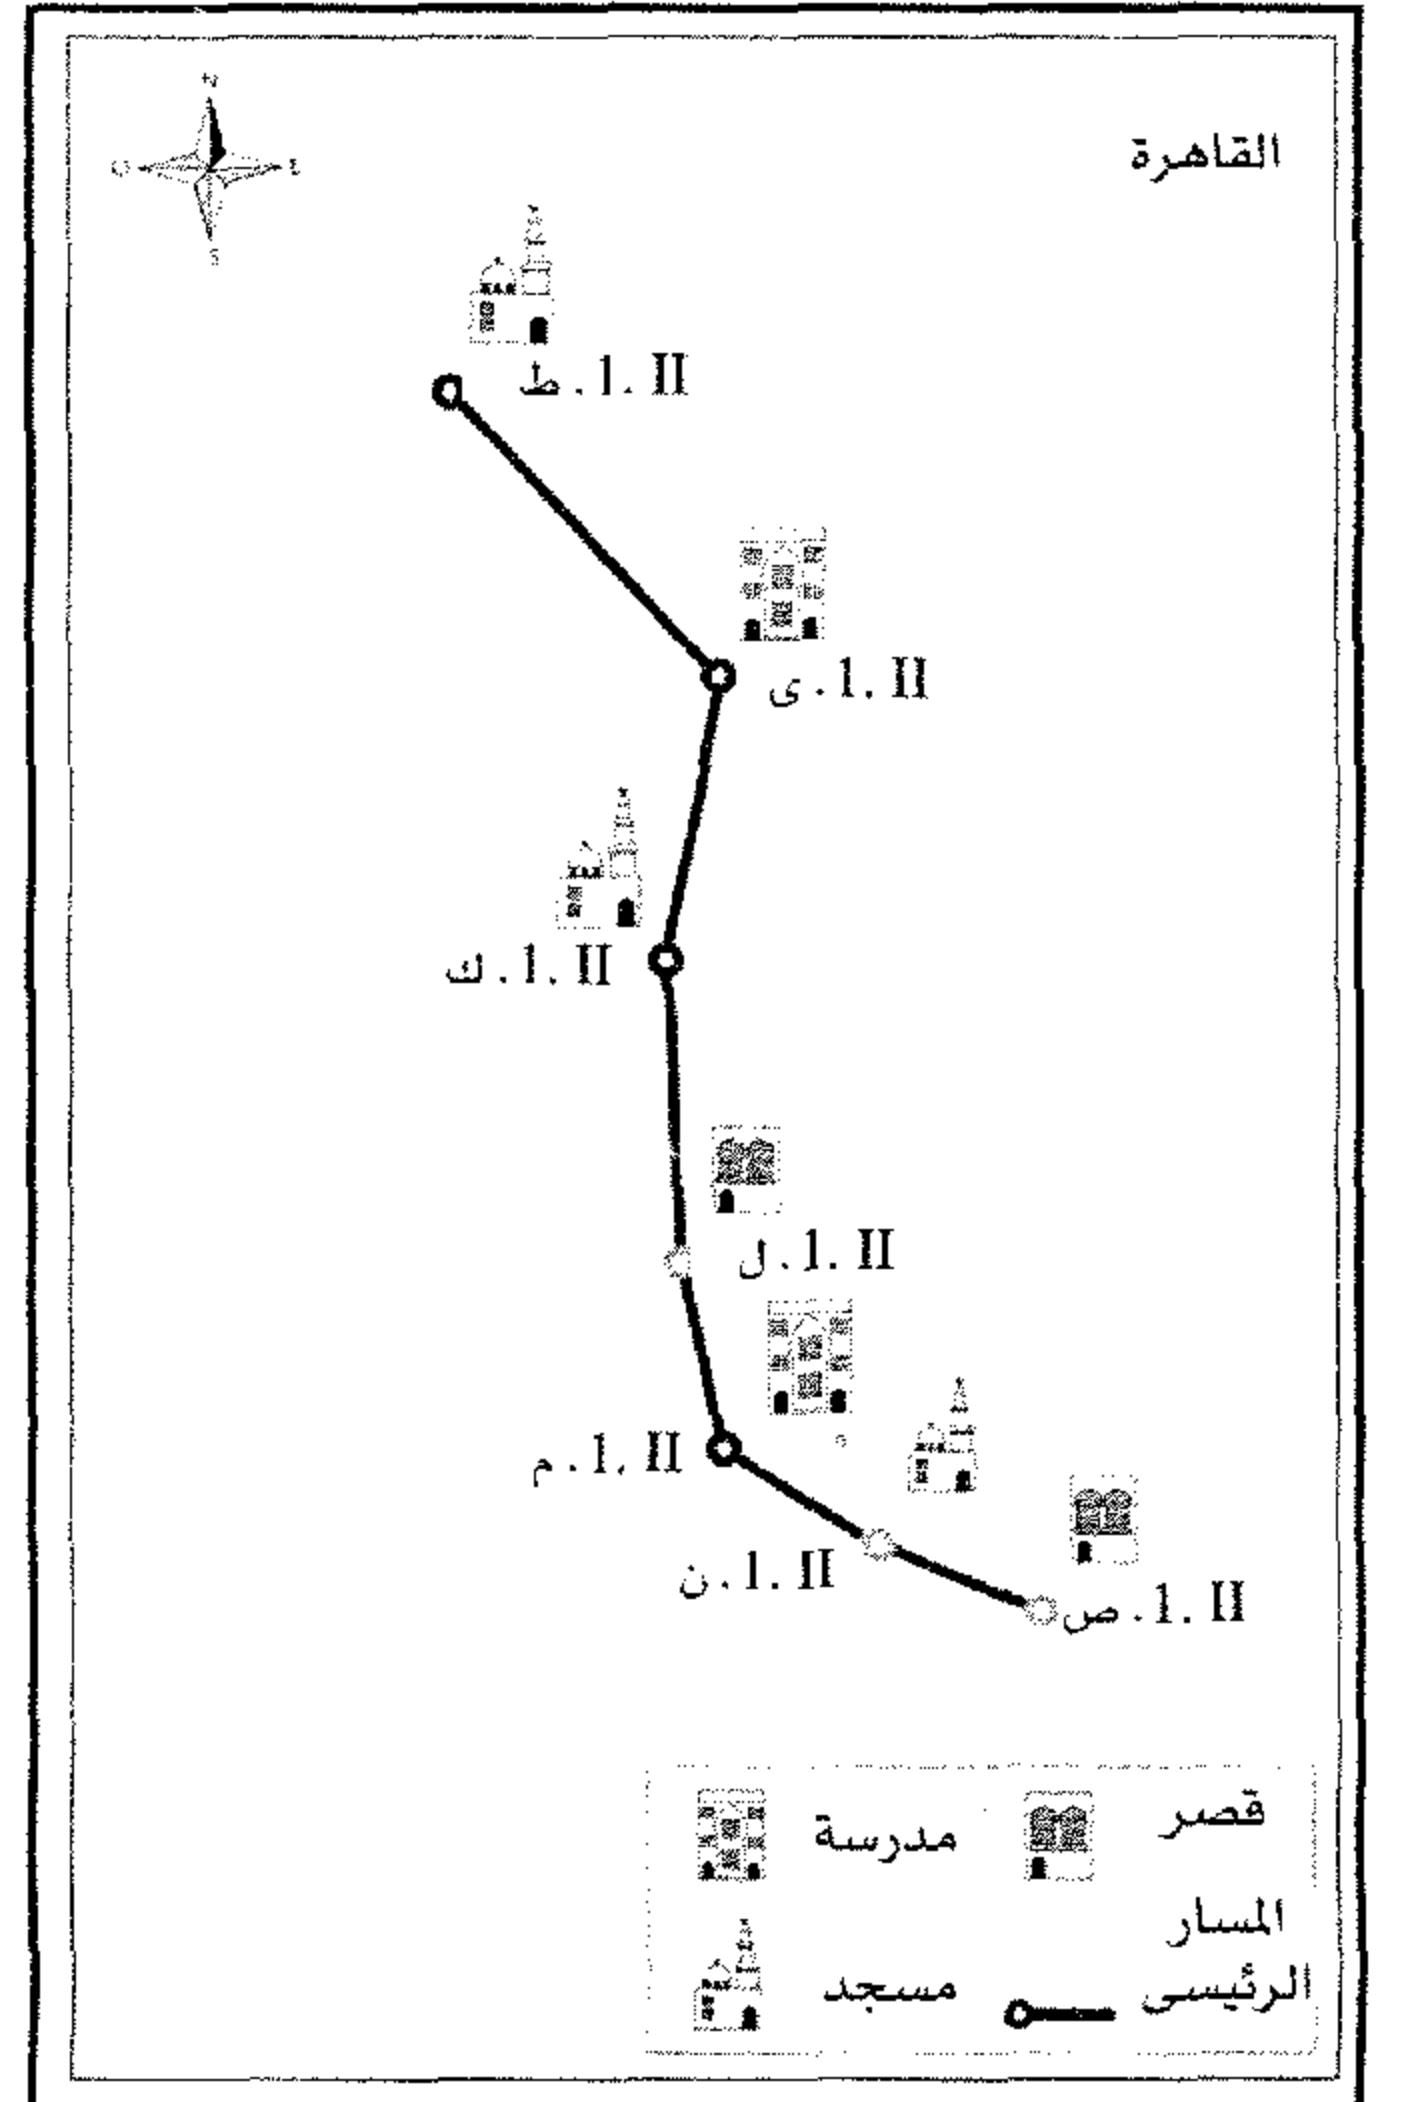 القاهرة
N
O E
S
II .1. ط
II .1. ى
II .1. ك
II .1. ل
II .1. م
II .1. ن
II .1. ص
قصر
مدرسة
المسار
الرئيسى
مسجد